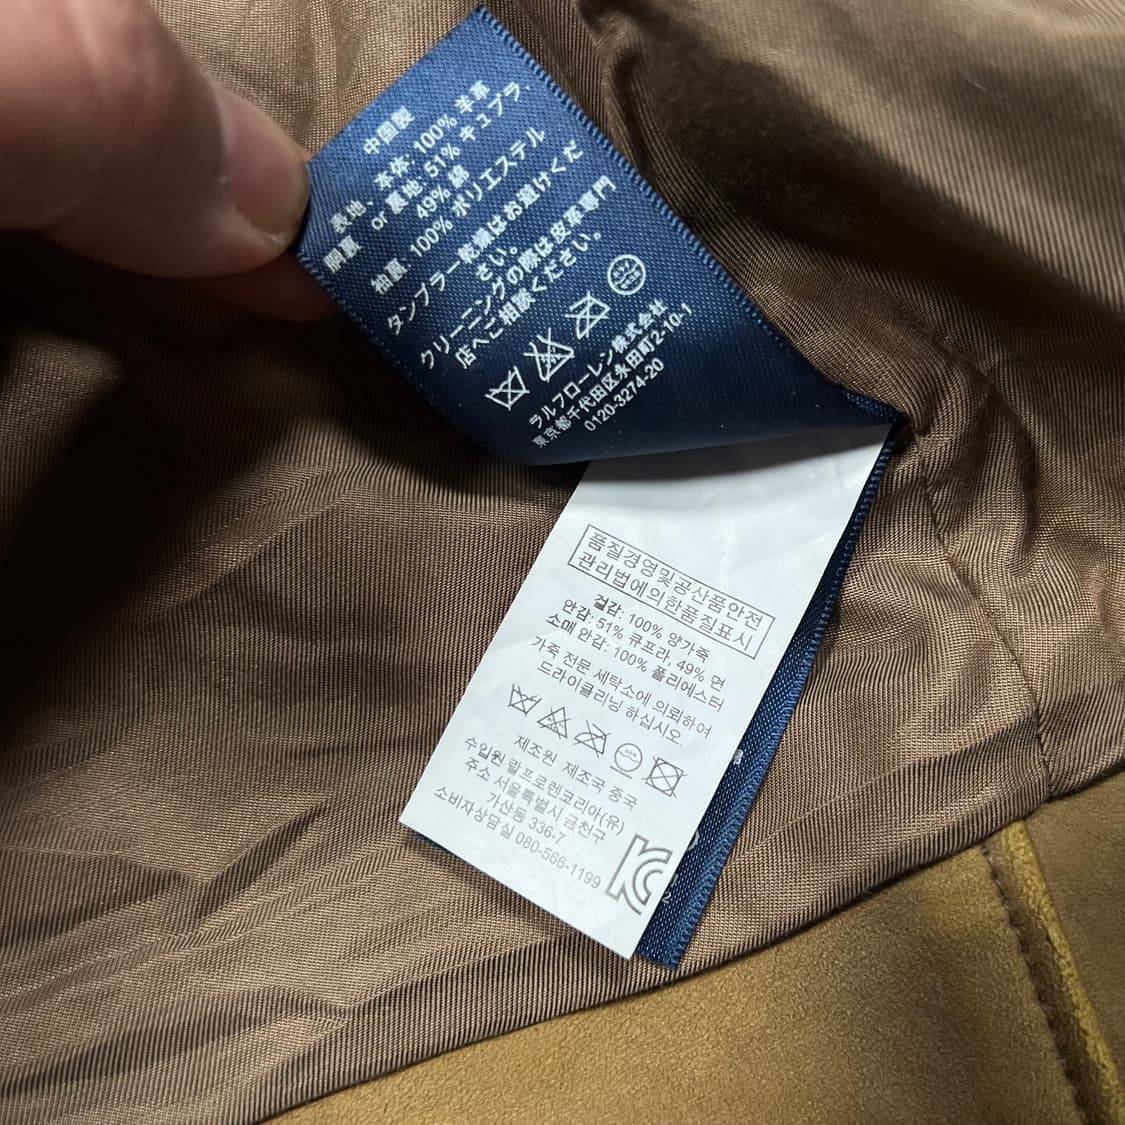 中国製
表地、本体: 100% 羊革
開展 or 裏地: 51% キュプラ,
49% 綿
袖裏: 100% ポリエステル
タンブラー乾燥はお避けくだ
さい。
クリーニングの際は皮革専門
店へご相談ください。
ラルフローレン株式会社
東京都千代田区永田町2-10-1
0120-3274-20
품질경영및공산품안전
관리법에의한품질표시
겉감: 100% 양가죽
안감: 51% 큐프라, 49% 면
소매 안감: 100% 폴리에스터
가죽 전문 세탁소에 의뢰하여
드라이클리닝 하십시오.
제조원 제조국 중국
수입원 랄프로렌코리아(유)
주소 서울특별시 금천구
가산동 336-7
소비자상담실 080-566-1199